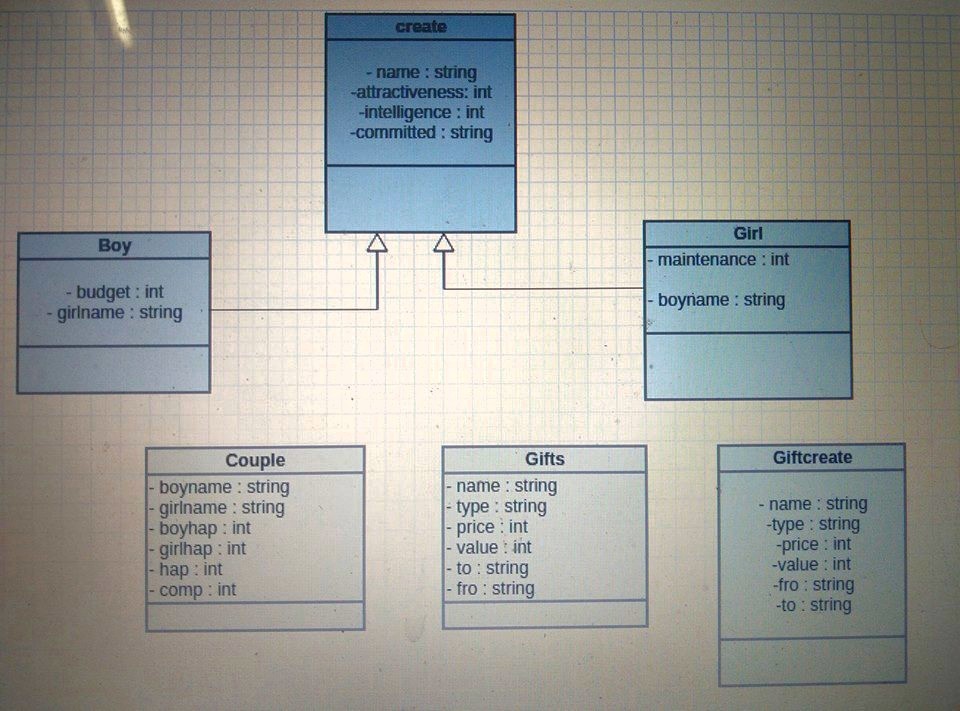 create
- name : string
-attractiveness: int
-intelligence : int
-committed : string
Boy
- budget : int
- girlname : string
Girl
- maintenance : int
- boyname : string
Couple
- boyname : string
- girlname : string
- boyhap : int
- girlhap : int
- hap : int
- comp : int
Gifts
- name : string
- type : string
- price : int
- value : int
- to : string
- fro : string
Giftcreate
- name : string
-type : string
-price : int
-value : int
-fro : string
-to : string